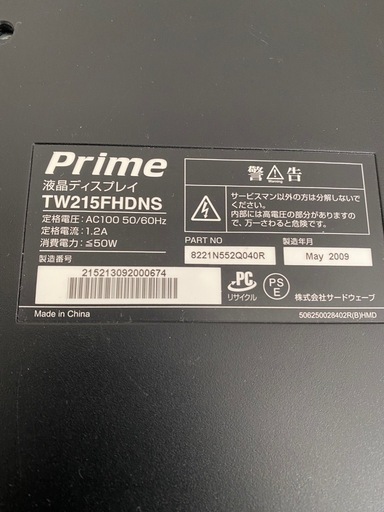 Prime
液晶ディスプレイ
TW215FHDNS
定格電圧：AC100 50/60Hz
定格電流：1.2A
消費電力：≦50W
製造番号
215213092000674
Made in China
警告
Warning
サービスマン以外の方は分解しないで
ください。
内部には高電圧の部分がありますの
で、万一さわると危険です。
PART NO
製造年月
8221N552Q040R
May 2009
PC
リサイクル
PS
E
株式会社サードウェーブ
506250028402R(B)HMD